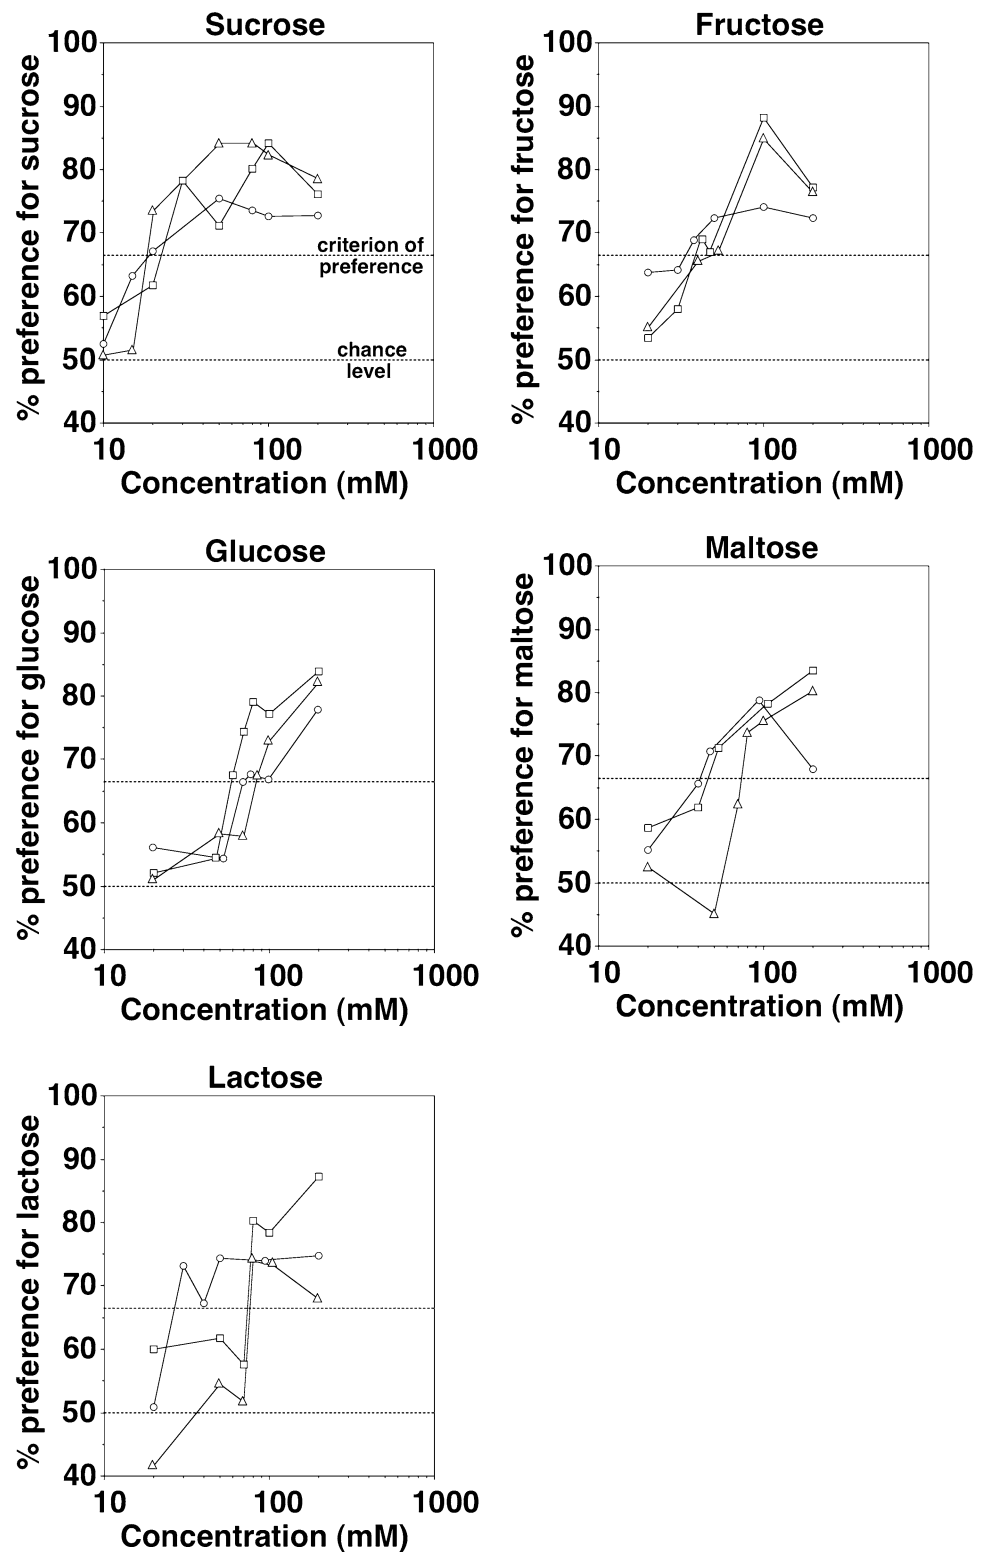 Sucrose
% preference for sucrose
100
90
80
70
60
50
40
criterion of
preference
chance
level
10 100 1000
Concentration (mM)
Fructose
% preference for fructose
100
90
80
70
60
50
40
10 100 1000
Concentration (mM)
Glucose
% preference for glucose
100
90
80
70
60
50
40
10 100 1000
Concentration (mM)
Maltose
% preference for maltose
100
90
80
70
60
50
40
10 100 1000
Concentration (mM)
Lactose
% preference for lactose
100
90
80
70
60
50
40
10 100 1000
Concentration (mM)